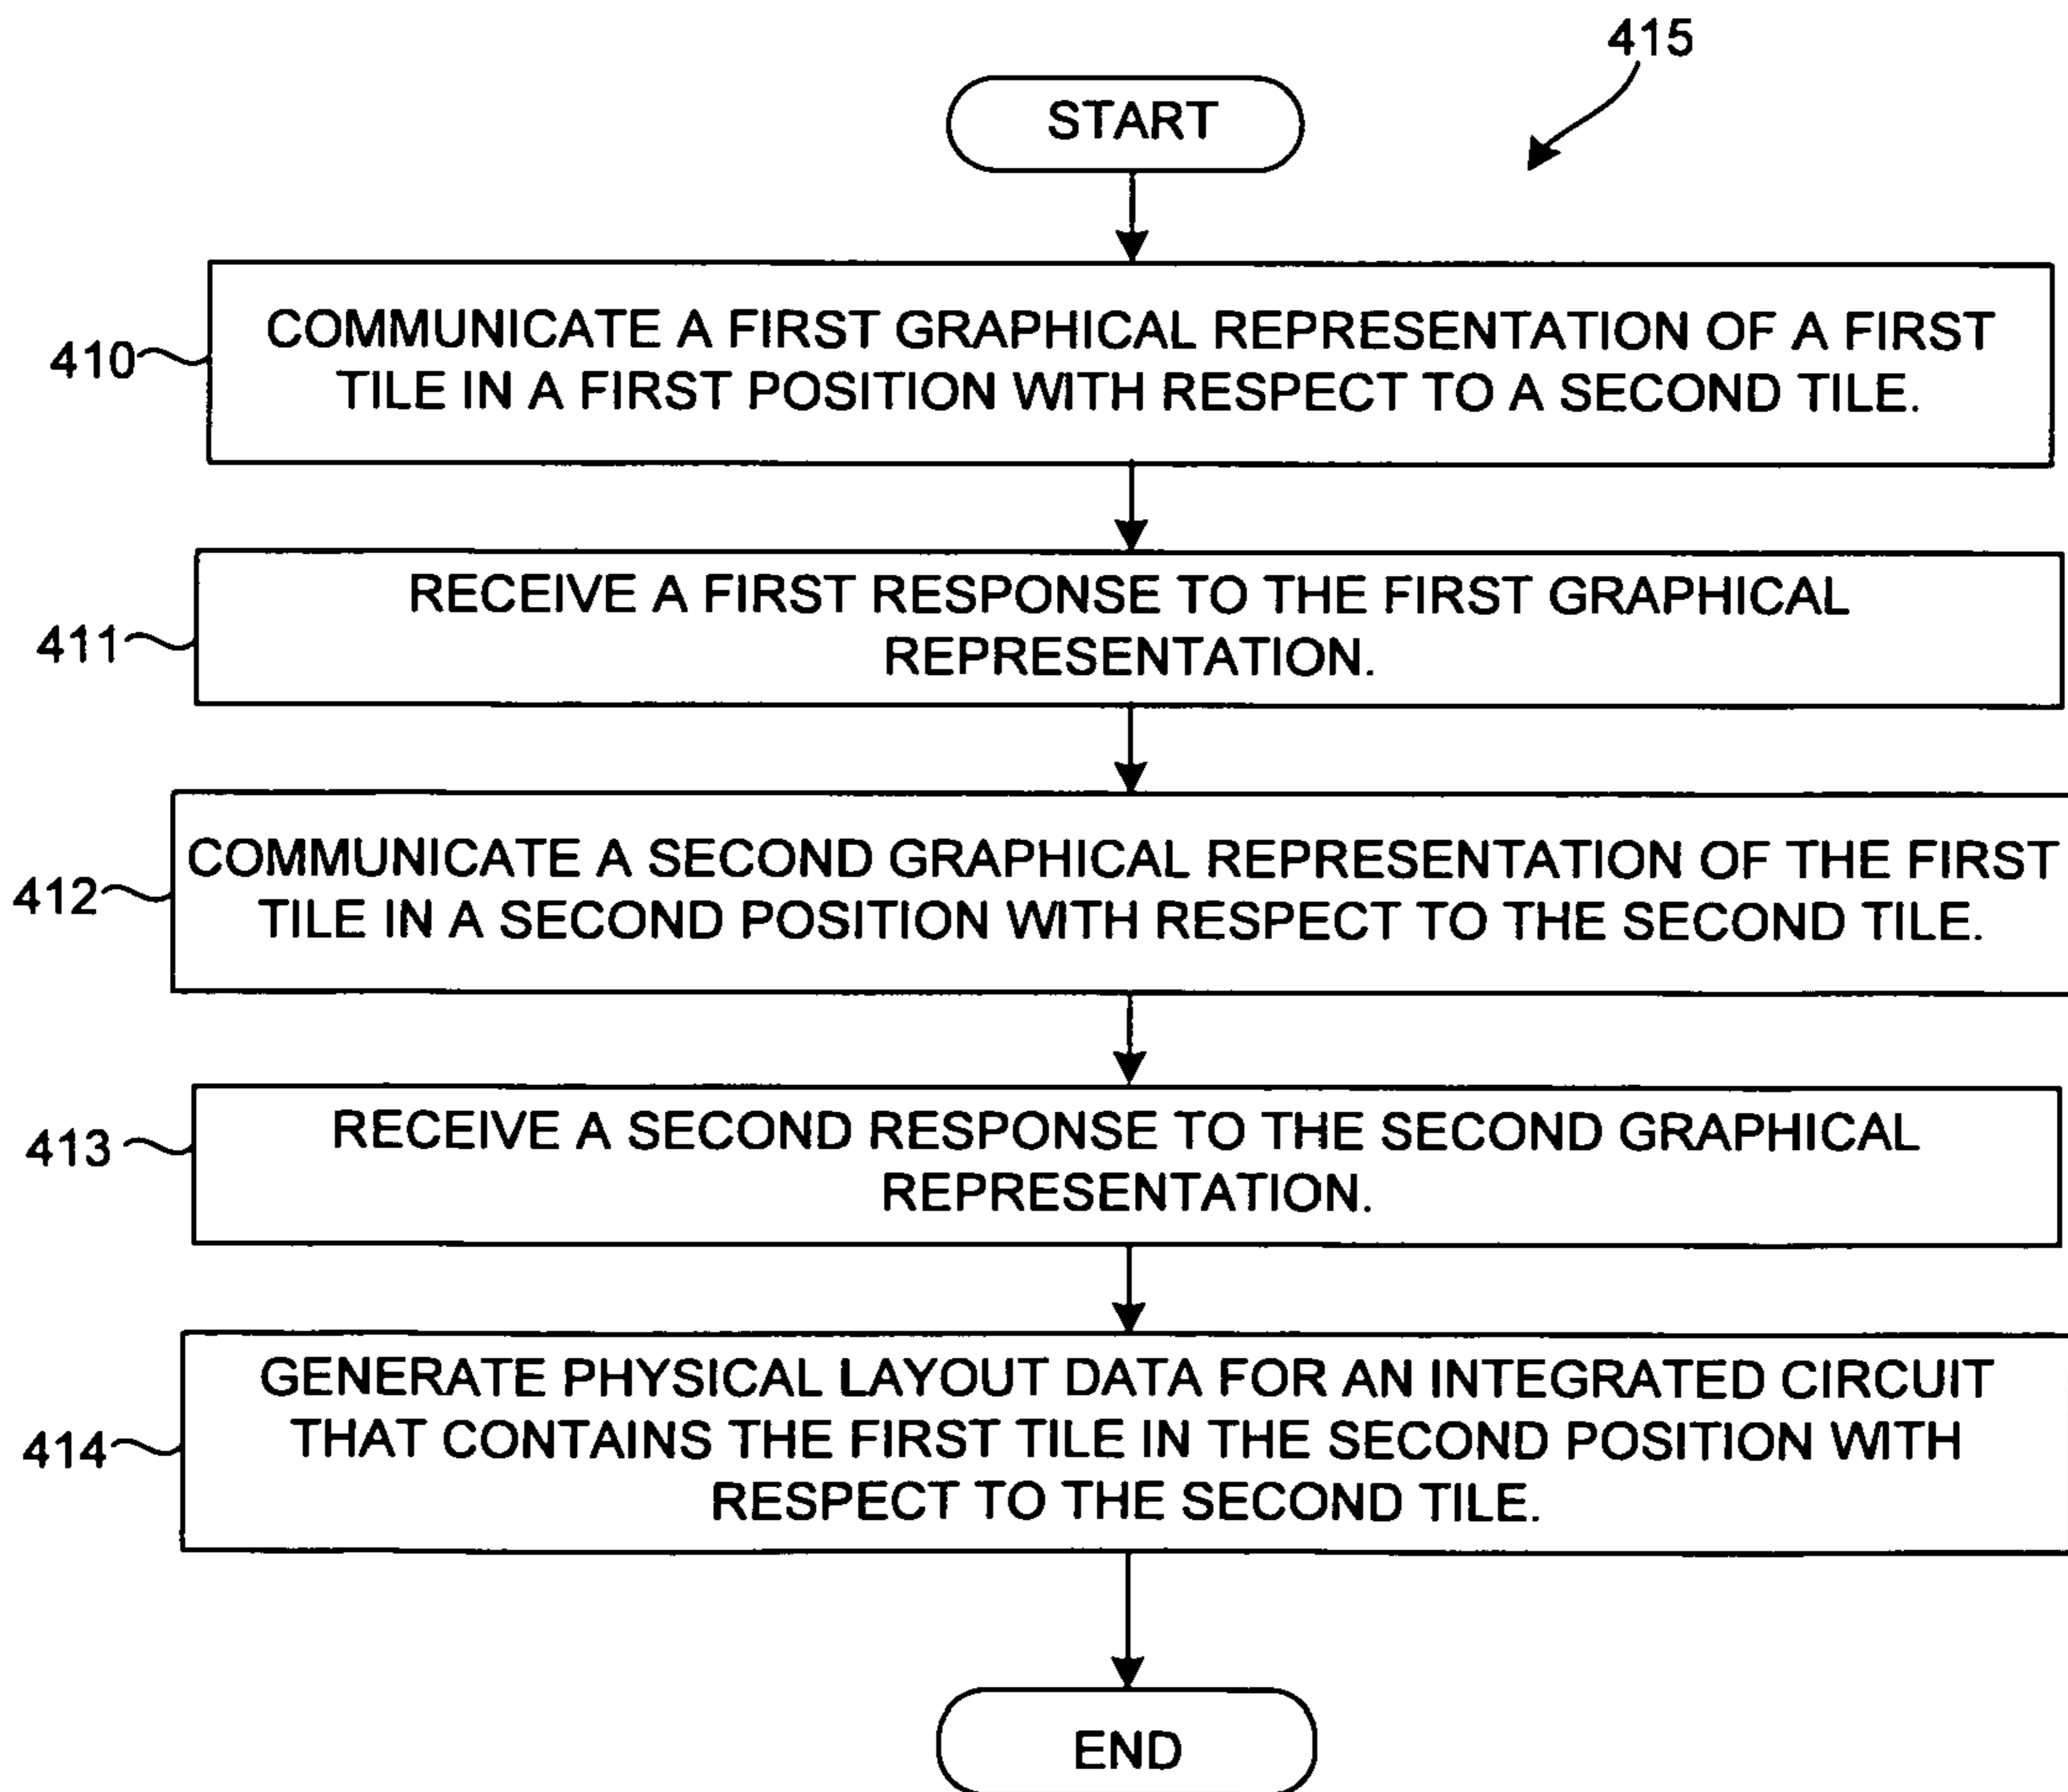 415
START
410
COMMUNICATE A FIRST GRAPHICAL REPRESENTATION OF A FIRST
TILE IN A FIRST POSITION WITH RESPECT TO A SECOND TILE.
411
RECEIVE A FIRST RESPONSE TO THE FIRST GRAPHICAL
REPRESENTATION.
412
COMMUNICATE A SECOND GRAPHICAL REPRESENTATION OF THE FIRST
TILE IN A SECOND POSITION WITH RESPECT TO THE SECOND TILE.
413
RECEIVE A SECOND RESPONSE TO THE SECOND GRAPHICAL
REPRESENTATION.
414
GENERATE PHYSICAL LAYOUT DATA FOR AN INTEGRATED CIRCUIT
THAT CONTAINS THE FIRST TILE IN THE SECOND POSITION WITH
RESPECT TO THE SECOND TILE.
END